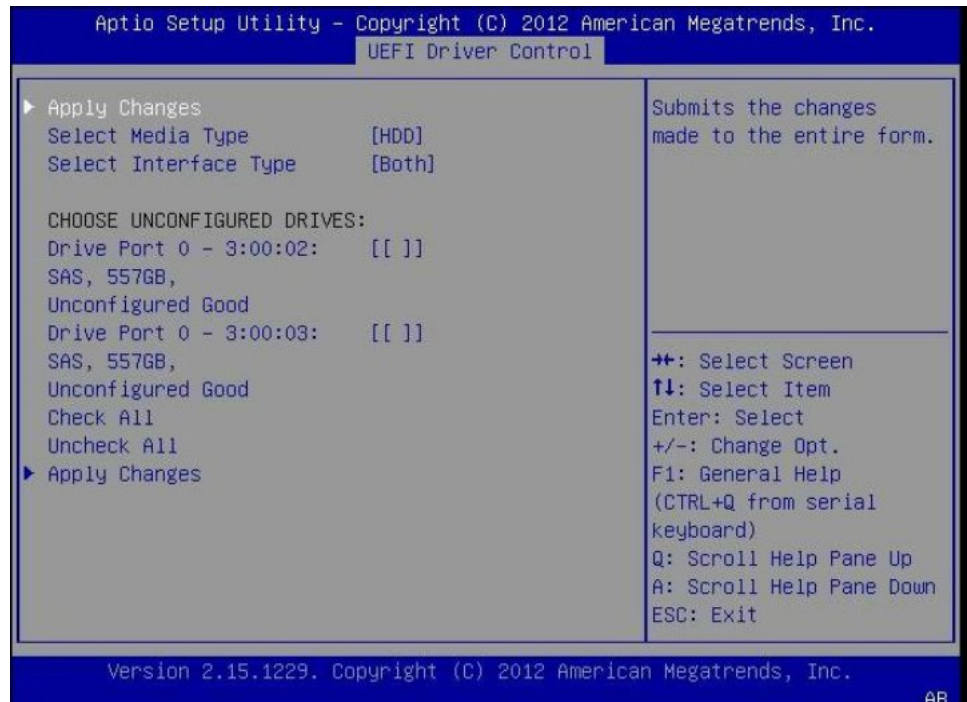 Aptio Setup Utility – Copyright (C) 2012 American Megatrends, Inc.
UEFI Driver Control
▶ Apply Changes
Select Media Type [HDD]
Select Interface Type [Both]
CHOOSE UNCONFIGURED DRIVES:
Drive Port 0 – 3:00:02: [[ ]]
SAS, 557GB,
Unconfigured Good
Drive Port 0 – 3:00:03: [[ ]]
SAS, 557GB,
Unconfigured Good
Check All
Uncheck All
▶ Apply Changes
Submits the changes
made to the entire form.
→←: Select Screen
↑↓: Select Item
Enter: Select
+/-: Change Opt.
F1: General Help
(CTRL+Q from serial
keyboard)
Q: Scroll Help Pane Up
A: Scroll Help Pane Down
ESC: Exit
Version 2.15.1229. Copyright (C) 2012 American Megatrends, Inc.
AB